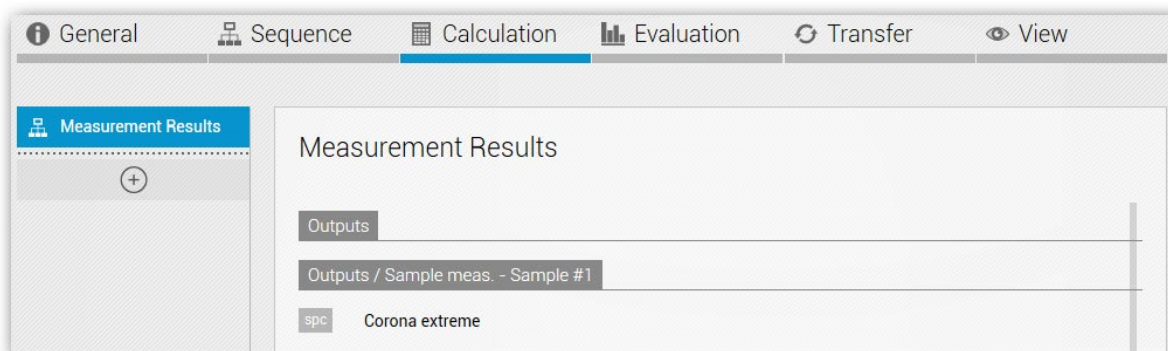 General Sequence Calculation Evaluation Transfer View
Measurement Results
Measurement Results
Outputs
Outputs / Sample meas. - Sample #1
spc Corona extreme